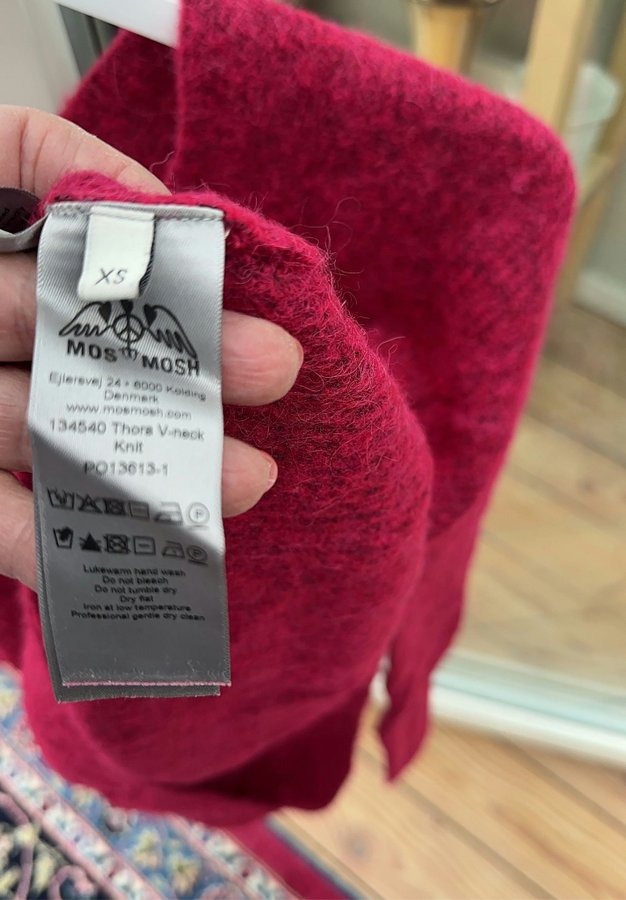 XS
MOS MOSH
Ejlersvej 24 • 6000 Kolding
Denmark
www.mosmosh.com
134540 Thora V-neck
Knit
PO13613-1
Lukewarm hand wash
Do not bleach
Do not tumble dry
Dry flat
Iron at low temperature
Professional gentle dry clean